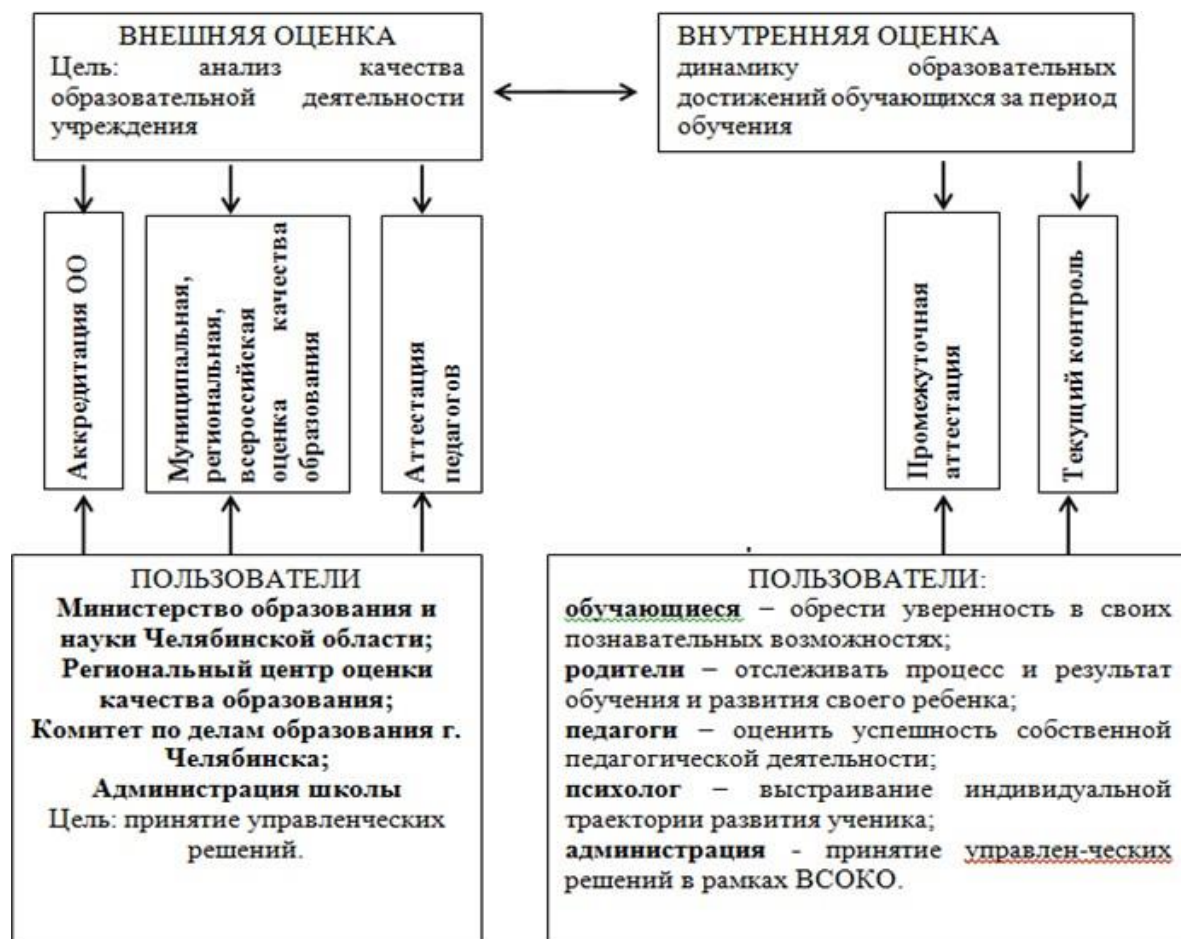 ВНЕШНЯЯ ОЦЕНКА
Цель: анализ качества
образовательной деятельности
учреждения
ВНУТРЕННЯЯ ОЦЕНКА
динамику образовательных
достижений обучающихся за период
обучения
Аккредитация ОО
Муниципальная,
региональная,
всероссийская
оценка качества
образования
Аттестация
педагогов
Промежуточная
аттестация
Текущий контроль
ПОЛЬЗОВАТЕЛИ
Министерство образования и
науки Челябинской области;
Региональный центр оценки
качества образования;
Комитет по делам образования г.
Челябинска;
Администрация школы
Цель: принятие управленческих
решений.
ПОЛЬЗОВАТЕЛИ:
обучающиеся – обрести уверенность в своих
познавательных возможностях;
родители – отслеживать процесс и результат
обучения и развития своего ребенка;
педагоги – оценить успешность собственной
педагогической деятельности;
психолог – выстраивание индивидуальной
траектории развития ученика;
администрация - принятие управлен-ческих
решений в рамках ВСОКО.